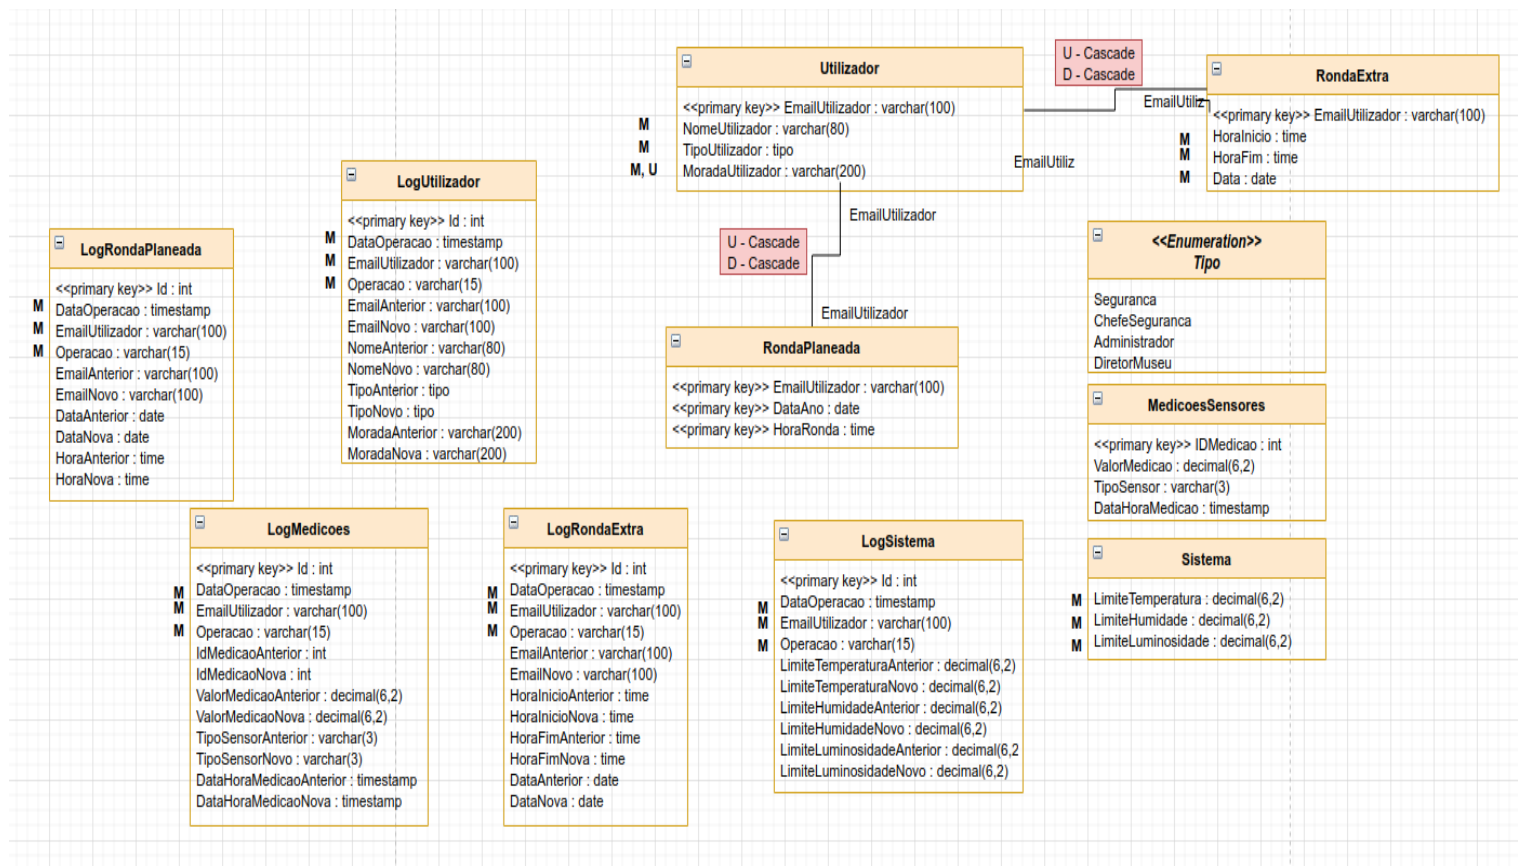 U - Cascade
D - Cascade
Utilizador
<<primary key>> EmailUtilizador : varchar(100)
M
NomeUtilizador : varchar(80)
M
TipoUtilizador : tipo
M, U
MoradaUtilizador : varchar(200)
EmailUtiliz
EmailUtiliz
RondaExtra
<<primary key>> EmailUtilizador : varchar(100)
M
HoraInicio : time
M
HoraFim : time
M
Data : date
EmailUtilizador
U - Cascade
D - Cascade
EmailUtilizador
LogUtilizador
<<primary key>> Id : int
M
DataOperacao : timestamp
M
EmailUtilizador : varchar(100)
M
Operacao : varchar(15)
EmailAnterior : varchar(100)
EmailNovo : varchar(100)
NomeAnterior : varchar(80)
NomeNovo : varchar(80)
TipoAnterior : tipo
TipoNovo : tipo
MoradaAnterior : varchar(200)
MoradaNova : varchar(200)
LogRondaPlaneada
<<primary key>> Id : int
M
DataOperacao : timestamp
M
EmailUtilizador : varchar(100)
M
Operacao : varchar(15)
EmailAnterior : varchar(100)
EmailNovo : varchar(100)
DataAnterior : date
DataNova : date
HoraAnterior : time
HoraNova : time
RondaPlaneada
<<primary key>> EmailUtilizador : varchar(100)
<<primary key>> DataAno : date
<<primary key>> HoraRonda : time
<<Enumeration>>
Tipo
Seguranca
ChefeSeguranca
Administrador
DiretorMuseu
MedicoesSensores
<<primary key>> IDMedicao : int
ValorMedicao : decimal(6,2)
TipoSensor : varchar(3)
DataHoraMedicao : timestamp
LogMedicoes
<<primary key>> Id : int
M
DataOperacao : timestamp
M
EmailUtilizador : varchar(100)
M
Operacao : varchar(15)
IdMedicaoAnterior : int
IdMedicaoNova : int
ValorMedicaoAnterior : decimal(6,2)
ValorMedicaoNova : decimal(6,2)
TipoSensorAnterior : varchar(3)
TipoSensorNovo : varchar(3)
DataHoraMedicaoAnterior : timestamp
DataHoraMedicaoNova : timestamp
LogRondaExtra
<<primary key>> Id : int
M
DataOperacao : timestamp
M
EmailUtilizador : varchar(100)
M
Operacao : varchar(15)
EmailAnterior : varchar(100)
EmailNovo : varchar(100)
HoraInicioAnterior : time
HoraInicioNova : time
HoraFimAnterior : time
HoraFimNova : time
DataAnterior : date
DataNova : date
LogSistema
<<primary key>> Id : int
M
DataOperacao : timestamp
M
EmailUtilizador : varchar(100)
M
Operacao : varchar(15)
LimiteTemperaturaAnterior : decimal(6,2)
LimiteTemperaturaNovo : decimal(6,2)
LimiteHumidadeAnterior : decimal(6,2)
LimiteHumidadeNovo : decimal(6,2)
LimiteLuminosidadeAnterior : decimal(6,2
LimiteLuminosidadeNovo : decimal(6,2)
Sistema
M
LimiteTemperatura : decimal(6,2)
M
LimiteHumidade : decimal(6,2)
M
LimiteLuminosidade : decimal(6,2)